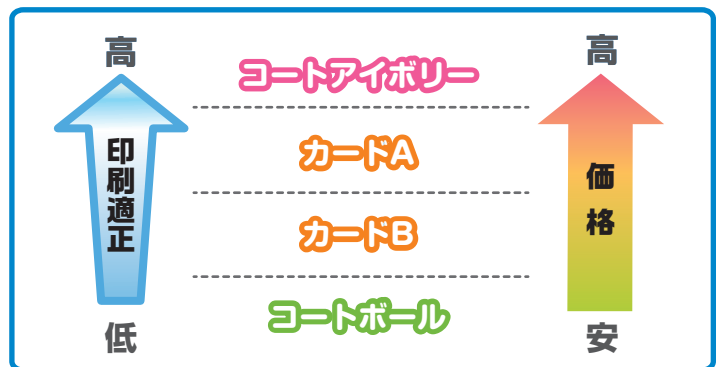 高
印刷適正
低
コートアイボリー
カードA
カードB
コートボール
高
価格
安